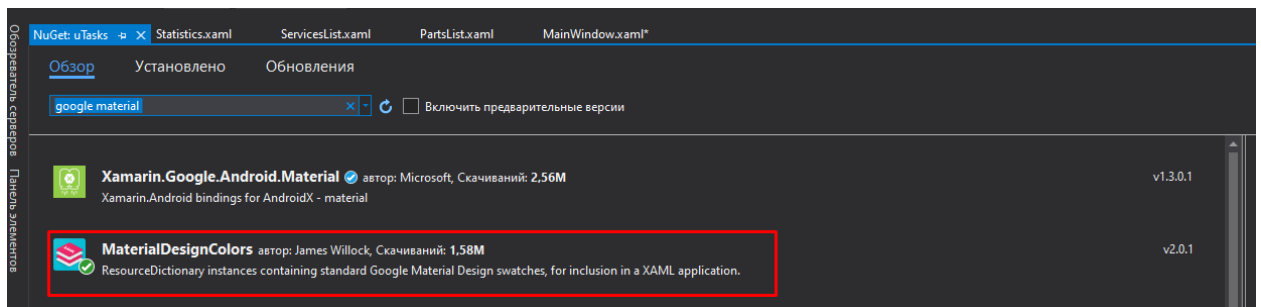 Обозреватель серверов Панель элементов
NuGet: uTasks Statistics.xaml ServicesList.xaml PartsList.xaml MainWindow.xaml*
Обзор Установлено Обновления
google material Включить предварительные версии
Xamarin.Google.Android.Material автор: Microsoft, Скачиваний: 2,56M v1.3.0.1
Xamarin.Android bindings for AndroidX - material
MaterialDesignColors автор: James Willock, Скачиваний: 1,58M v2.0.1
ResourceDictionary instances containing standard Google Material Design swatches, for inclusion in a XAML application.